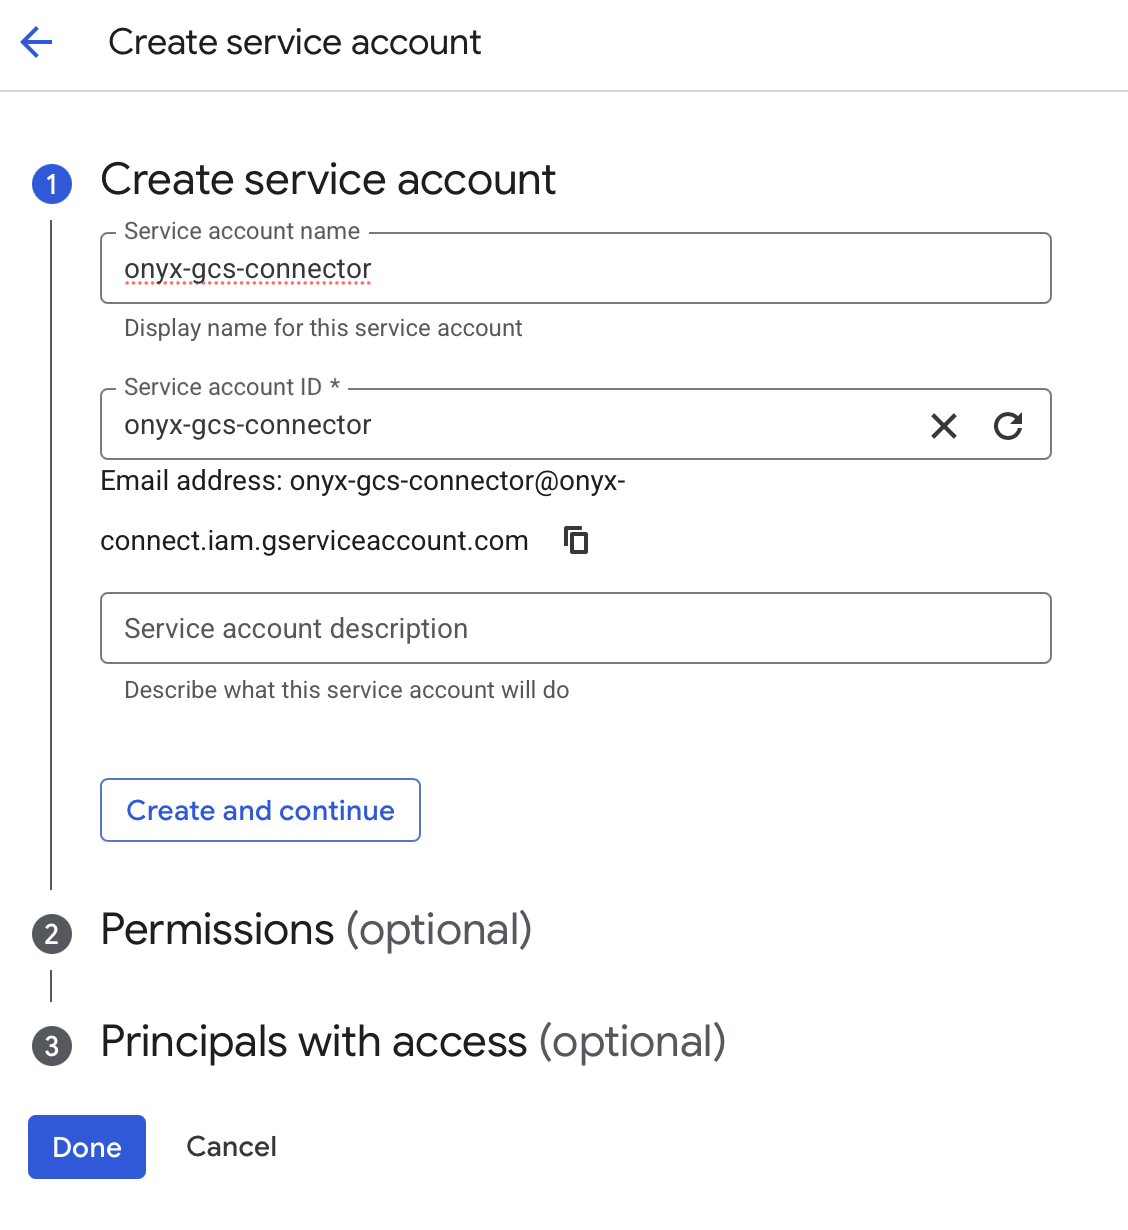 Create service account
1
Create service account
Service account name
onyx-gcs-connector
Display name for this service account
Service account ID *
onyx-gcs-connector
Email address: onyx-gcs-connector@onyx-
connect.iam.gserviceaccount.com
Service account description
Describe what this service account will do
Create and continue
2 Permissions (optional)
3 Principals with access (optional)
Done Cancel